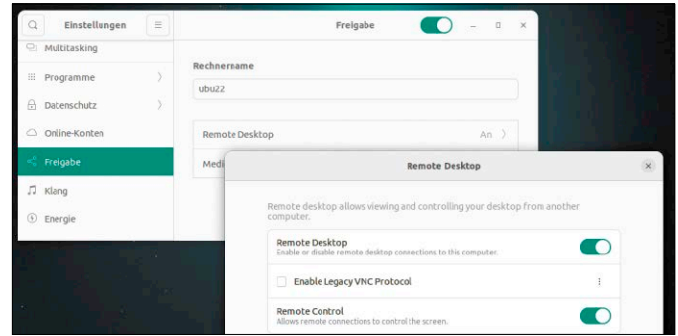 Einstellungen
Freigabe
Multitasking
Programme
Datenschutz
Online-Konten
Freigabe
Klang
Energie
Rechnername
ubu22
Remote Desktop An
Medi
Remote Desktop
Remote desktop allows viewing and controlling your desktop from another
computer.
Remote Desktop
Enable or disable remote desktop connections to this computer.
Enable Legacy VNC Protocol
Remote Control
Allows remote connections to control the screen.